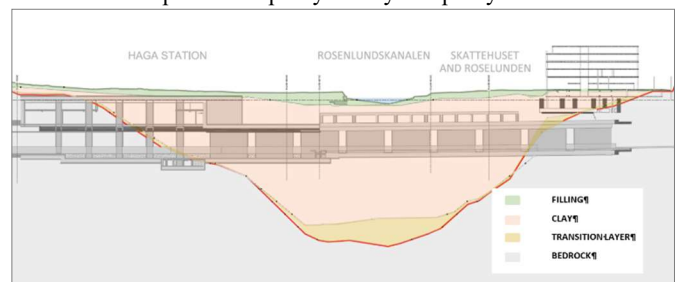 HAGA STATION
ROSENLUNDSKANALEN
SKATTEHUSET
AND ROSELUNDEN
FILLING¶
CLAY¶
TRANSITION·LAYER¶
BEDROCK¶